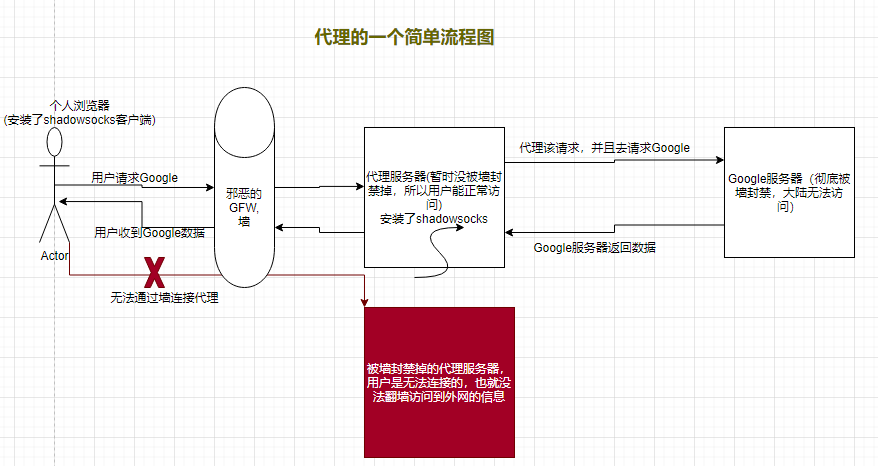 代理的一个简单流程图
个人浏览器
(安装了shadowsocks客户端)
用户请求Google
邪恶的
GFW,
墙
代理服务器(暂时没被墙封
禁掉，所以用户能正常访
问)
安装了shadowsocks
代理该请求，并且去请求Google
Google服务器（彻底被
墙封禁，大陆无法访
问）
用户收到Google数据
Google服务器返回数据
Actor
无法通过墙连接代理
被墙封禁掉的代理服务器，
用户是无法连接的，也就没
法翻墙访问到外网的信息